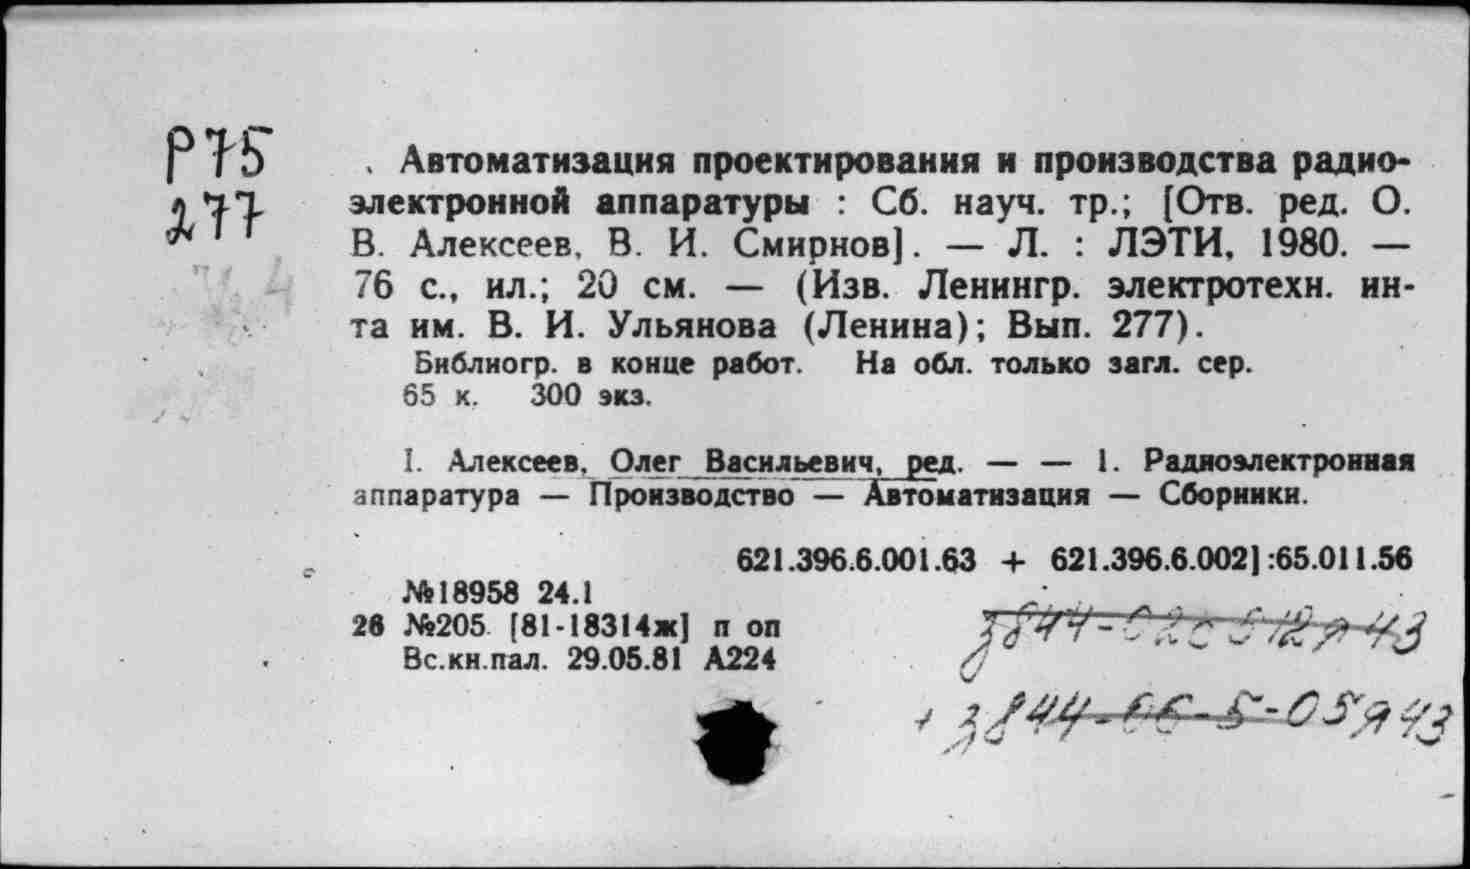 Р75
277
Автоматизация проектирования и производства радио-
электронной аппаратуры : Сб. науч. тр.; [Отв. ред. О.
В. Алексеев, В. И. Смирнов]. — Л. : ЛЭТИ, 1980. —
76 с., ил.; 20 см. — (Изв. Ленингр. электротехн. ин-
та им. В. И. Ульянова (Ленина); Вып. 277).
Библиогр. в конце работ. На обл. только загл. сер.
65 к. 300 экз.
I. Алексеев, Олег Васильевич, ред. — — 1. Радиоэлектронная
аппаратура — Производство — Автоматизация — Сборники.
621.396.6.001.63 + 621.396.6.002]:65.011.56
№18958 24.1
26 №205 [81-18314ж] п оп
Вс.кн.пал. 29.05.81 А224